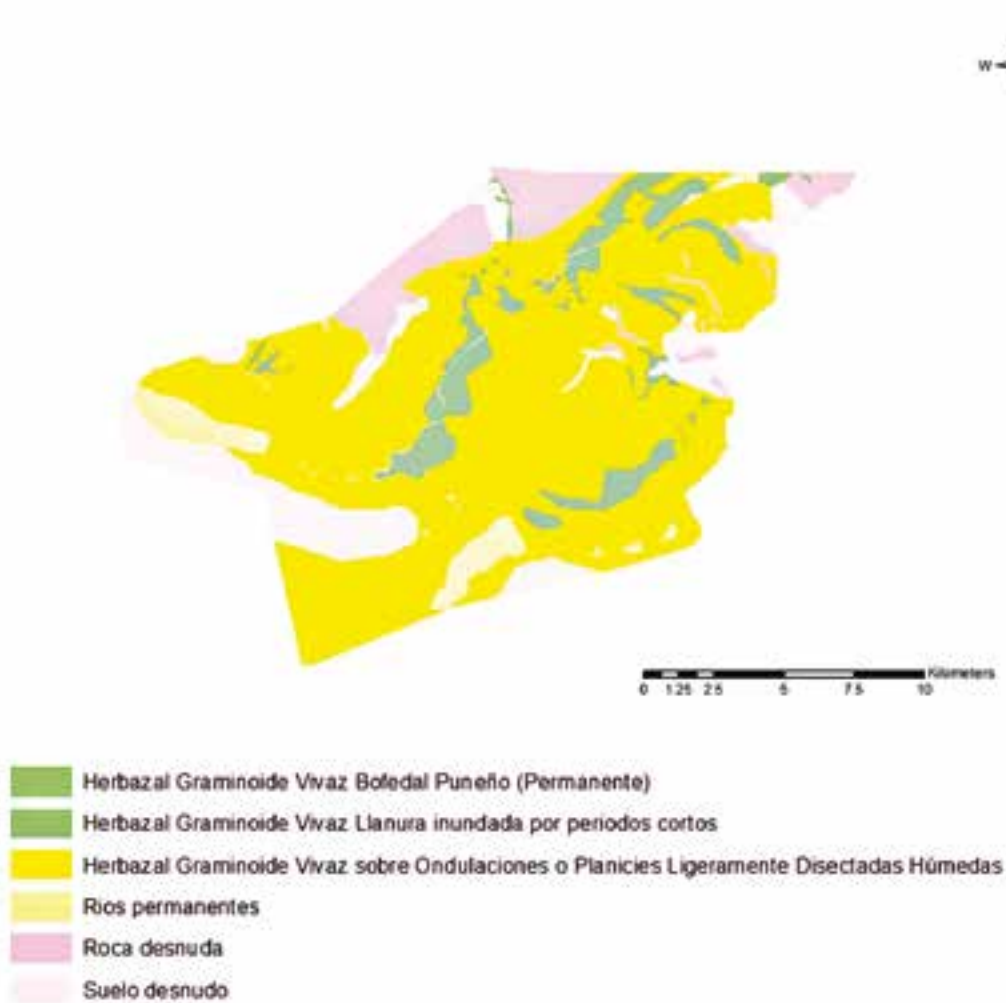 W
Kilometers
0 1.25 2.5 5 7.5 10
Herbazal Graminoide Vivaz Bofedal Puneño (Permanente)
Herbazal Graminoide Vivaz Llanura inundada por periodos cortos
Herbazal Graminoide Vivaz sobre Ondulaciones o Planicies Ligeramente Disectadas Húmedas
Rios permanentes
Roca desnuda
Suelo desnudo